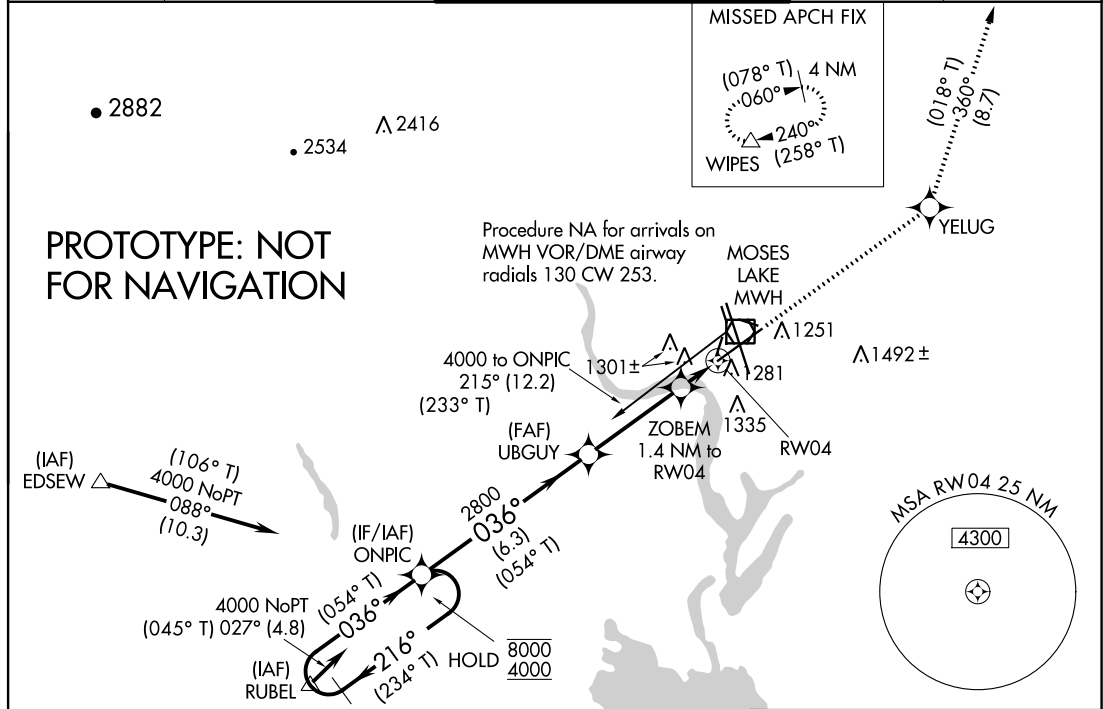 MISSED APCH FIX
(078° T)
4 NM
060°
240°
(258° T)
WIPES
(018° T)
360°
(8.7)
2882
2416
2534
YELUG
PROTOTYPE: NOT
FOR NAVIGATION
Procedure NA for arrivals on
MWH VOR/DME airway
radials 130 CW 253.
MOSES
LAKE
MWH
1251
1492 ±
1301±
1281
4000 to ONPIC
215° (12.2)
(233° T)
1335
ZOBEM
1.4 NM to
RW04
RW04
(FAF)
UBGUY
(IAF)
EDSEW
(106° T)
4000 NoPT
088°
(10.3)
2800
036°
(6.3)
(054° T)
(IF/IAF)
ONPIC
MSA RW04 25 NM
4300
(054° T)
036°
4000 NoPT
(045° T) 027° (4.8)
216°
(234° T)
HOLD
8000
4000
(IAF)
RUBEL